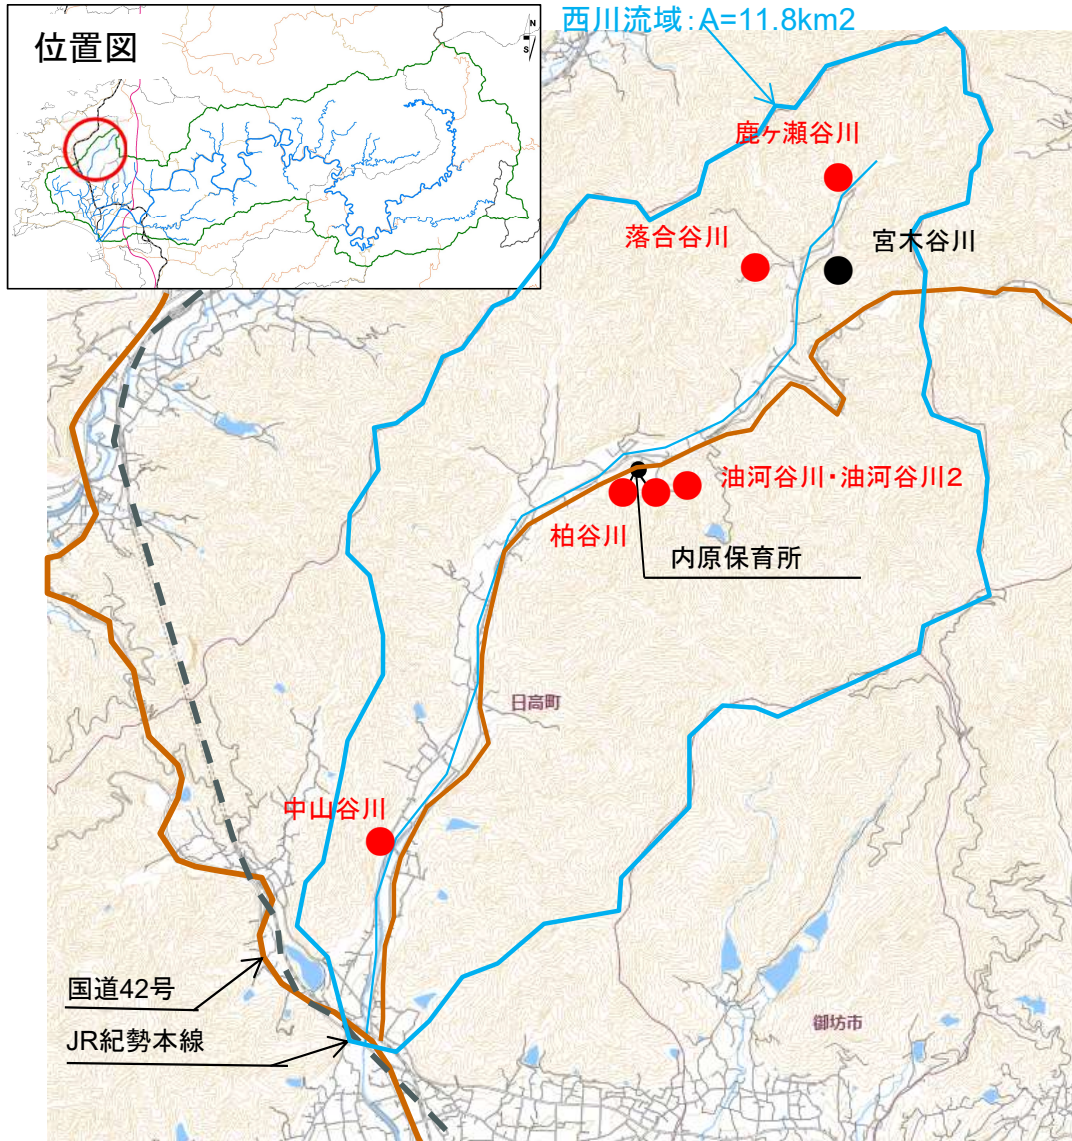 西川流域:A=11.8km2
位置図
N
S
鹿ヶ瀬谷川
落合谷川
宮木谷川
油河谷川・油河谷川2
柏谷川
内原保育所
日高町
中山谷川
国道42号
JR紀勢本線
御坊市